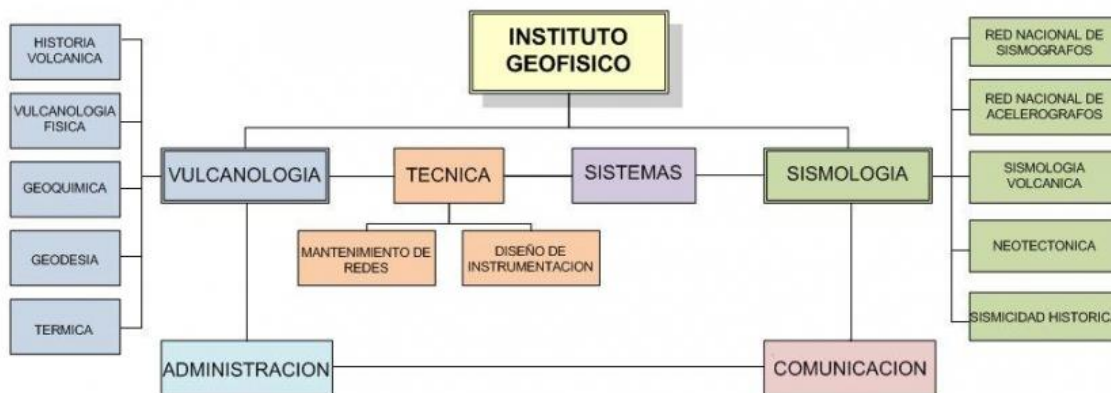 INSTITUTO
GEOFISICO
HISTORIA
VOLCANICA
VULCANOLOGIA
FISICA
GEOQUIMICA
GEODESIA
TERMICA
VULCANOLOGIA
TECNICA
SISTEMAS
SISMOLOGIA
MANTENIMIENTO DE
REDES
DISEÑO DE
INSTRUMENTACION
ADMINISTRACION
COMUNICACION
RED NACIONAL DE
SISMOGRAFOS
RED NACIONAL DE
ACELEROGRAFOS
SISMOLOGIA
VOLCANICA
NEOTECTONICA
SISMICIDAD HISTORICA